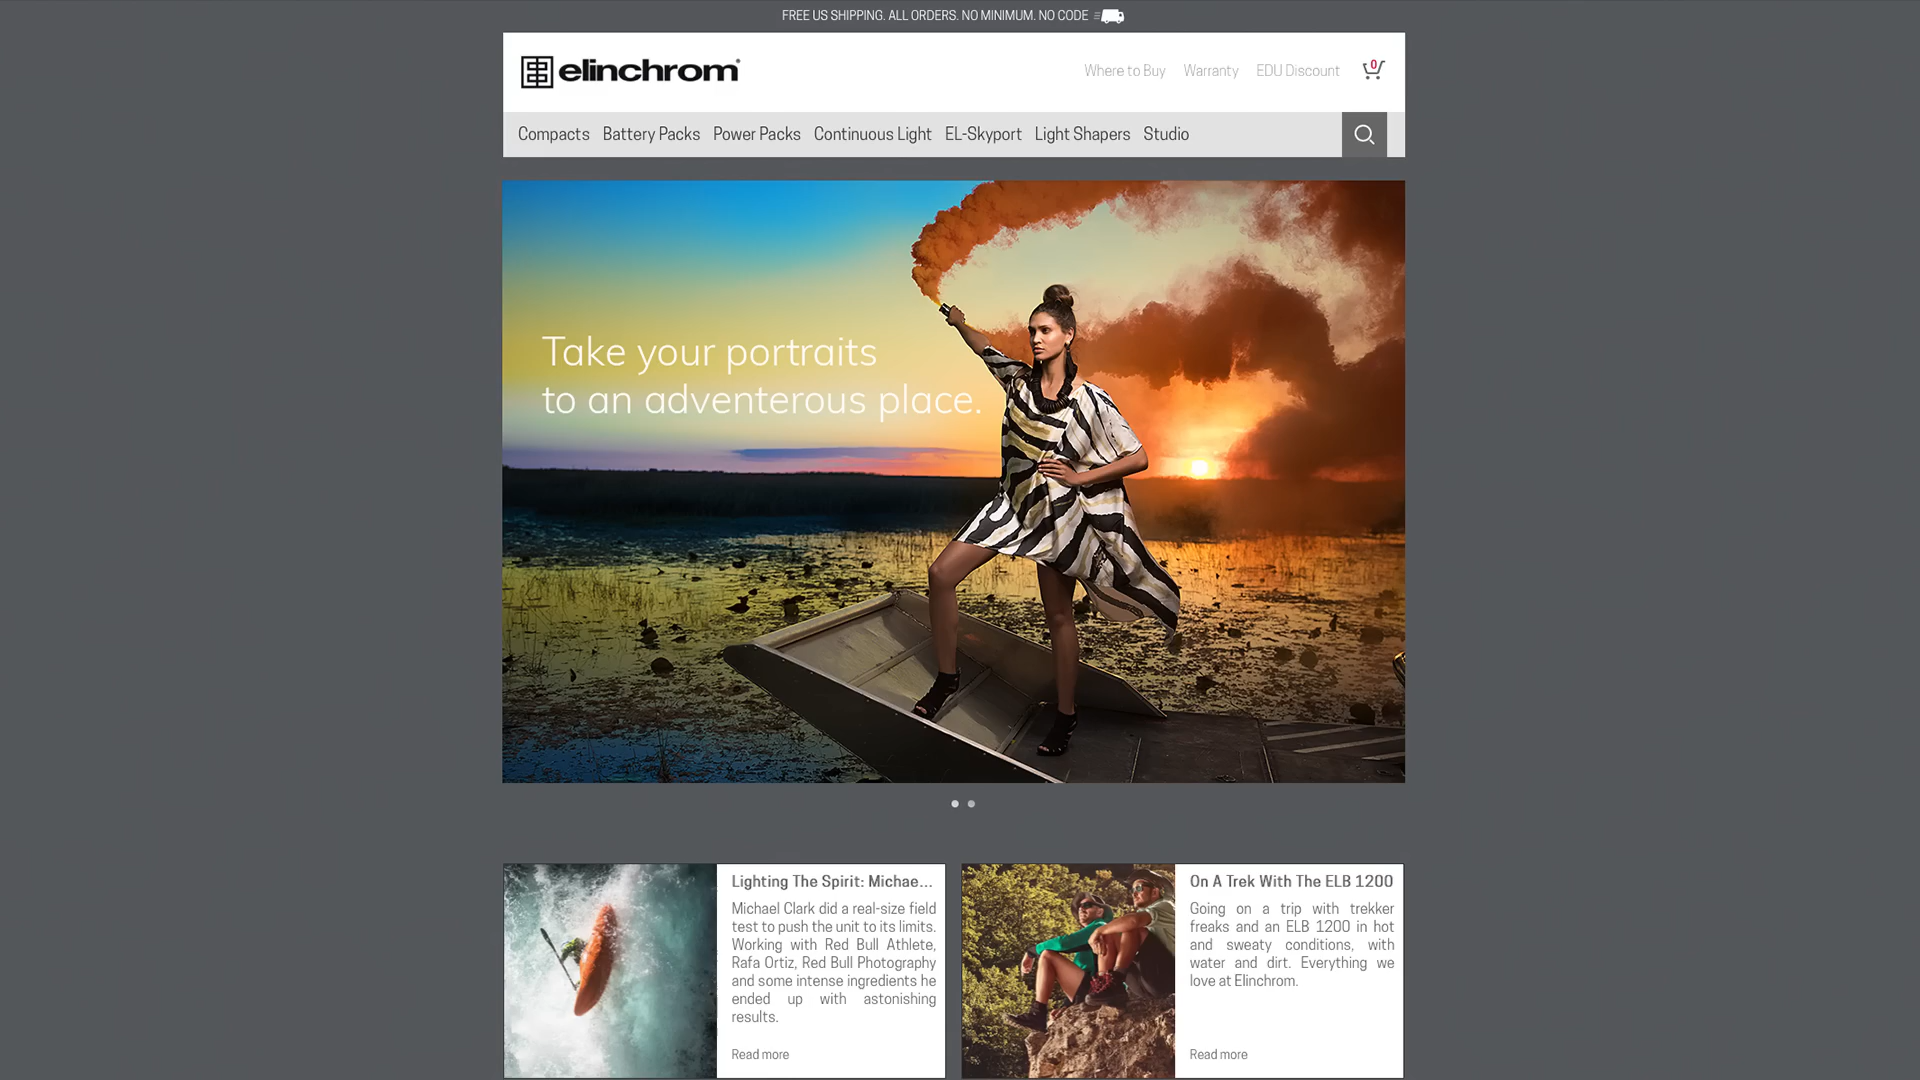 FREE US SHIPPING. ALL ORDERS. NO MINIMUM. NO CODE
elinchrom®
Where to Buy Warranty EDU Discount 0
Compacts Battery Packs Power Packs Continuous Light EL-Skyport Light Shapers Studio
Take your portraits
to an adventerous place.
Lighting The Spirit: Michae...
Michael Clark did a real-size field
test to push the unit to its limits.
Working with Red Bull Athlete,
Rafa Ortiz, Red Bull Photography
and some intense ingredients he
ended up with astonishing
results.
Read more
On A Trek With The ELB 1200
Going on a trip with trekker
freaks and an ELB 1200 in hot
and sweaty conditions, with
water and dirt. Everything we
love at Elinchrom.
Read more